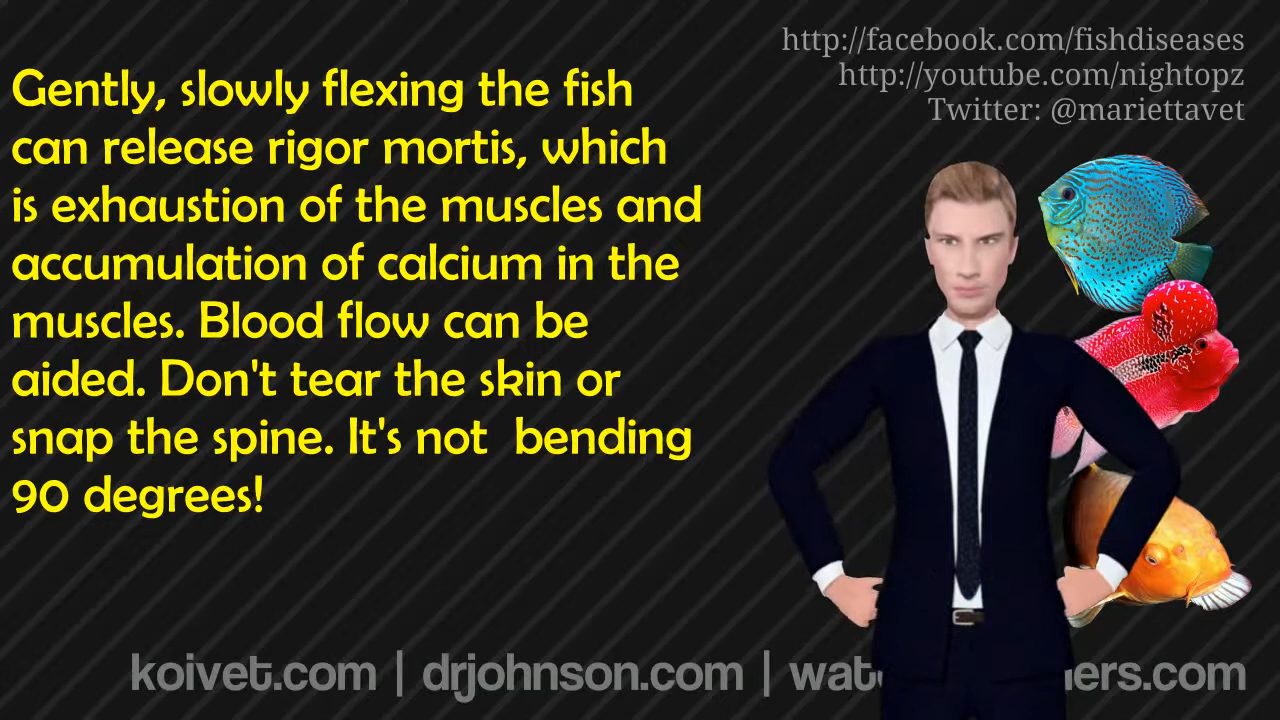 http://facebook.com/fishdiseases
http://youtube.com/nightopz
Twitter: @mariettavet
Gently, slowly flexing the fish
can release rigor mortis, which
is exhaustion of the muscles and
accumulation of calcium in the
muscles. Blood flow can be
aided. Don't tear the skin or
snap the spine. It's not  bending
90 degrees!
koivet.com | drjohnson.com |